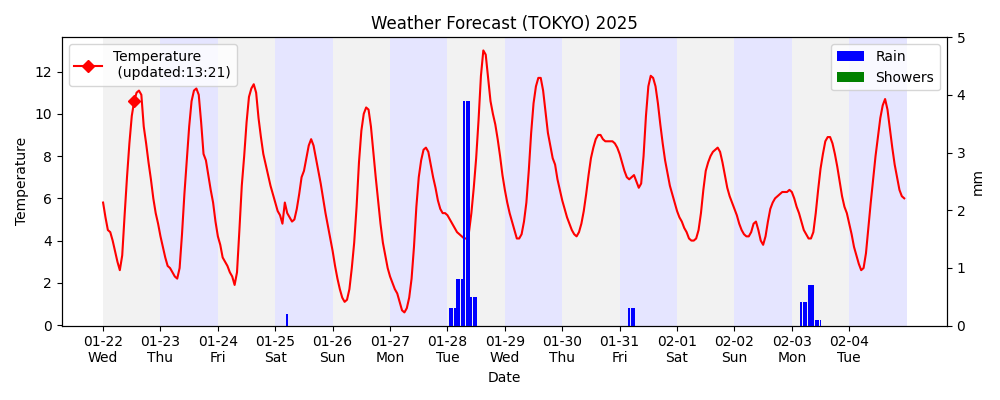 Weather Forecast (TOKYO) 2025
Temperature
(updated:13:21)
Rain
Showers
Temperature
12
10
8
6
4
2
0
5
4
3
2
1
0
mm
01-22 01-23 01-24 01-25 01-26 01-27 01-28 01-29 01-30 01-31 02-01 02-02 02-03 02-04
Wed Thu Fri Sat Sun Mon Tue Wed Thu Fri Sat Sun Mon Tue
Date